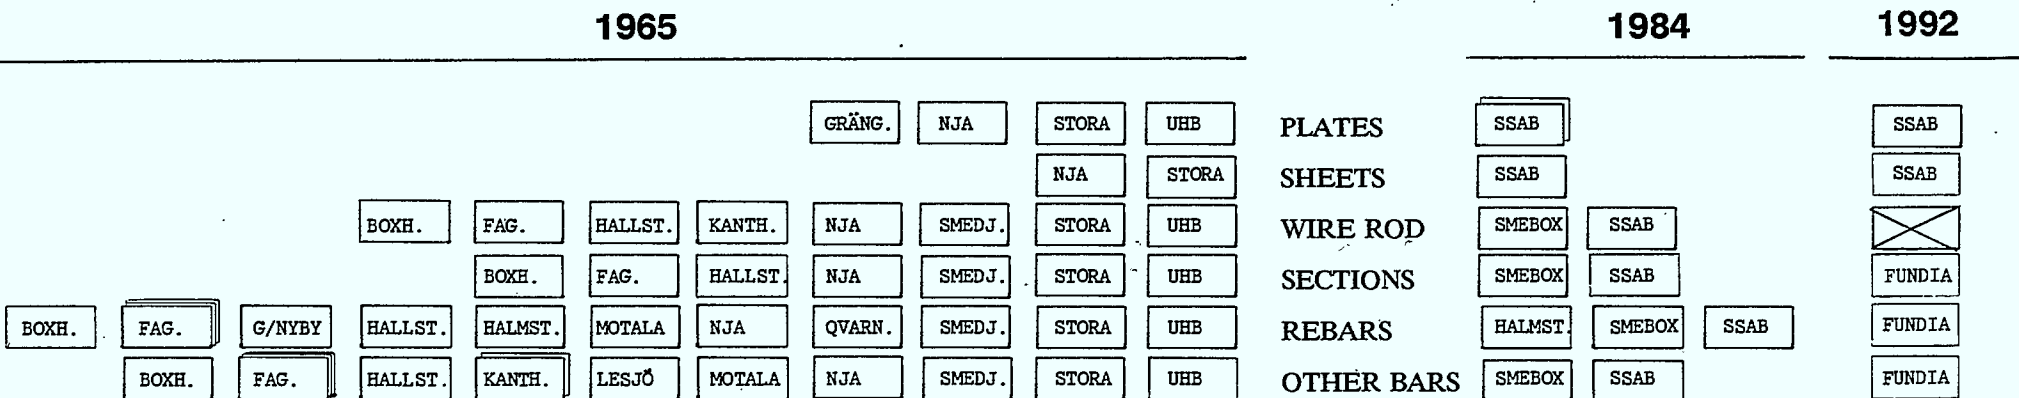 1965 1984 1992
GRÄNG. NJA STORA UHB PLATES SSAB SSAB
NJA STORA SHEETS SSAB SSAB
BOXH. FAG. HALLST. KANTH. NJA SMEDJ. STORA UHB WIRE ROD SMEBOX SSAB
BOXH. FAG. HALLST. NJA SMEDJ. STORA UHB SECTIONS SMEBOX SSAB FUNDIA
BOXH. FAG. G/NYBY HALLST. HALMST. MOTALA NJA QVARN. SMEDJ. STORA UHB REBARS HALMST. SMEBOX SSAB FUNDIA
BOXH. FAG. HALLST. KANTH. LESJÖ MOTALA NJA SMEDJ. STORA UHB OTHER BARS SMEBOX SSAB FUNDIA